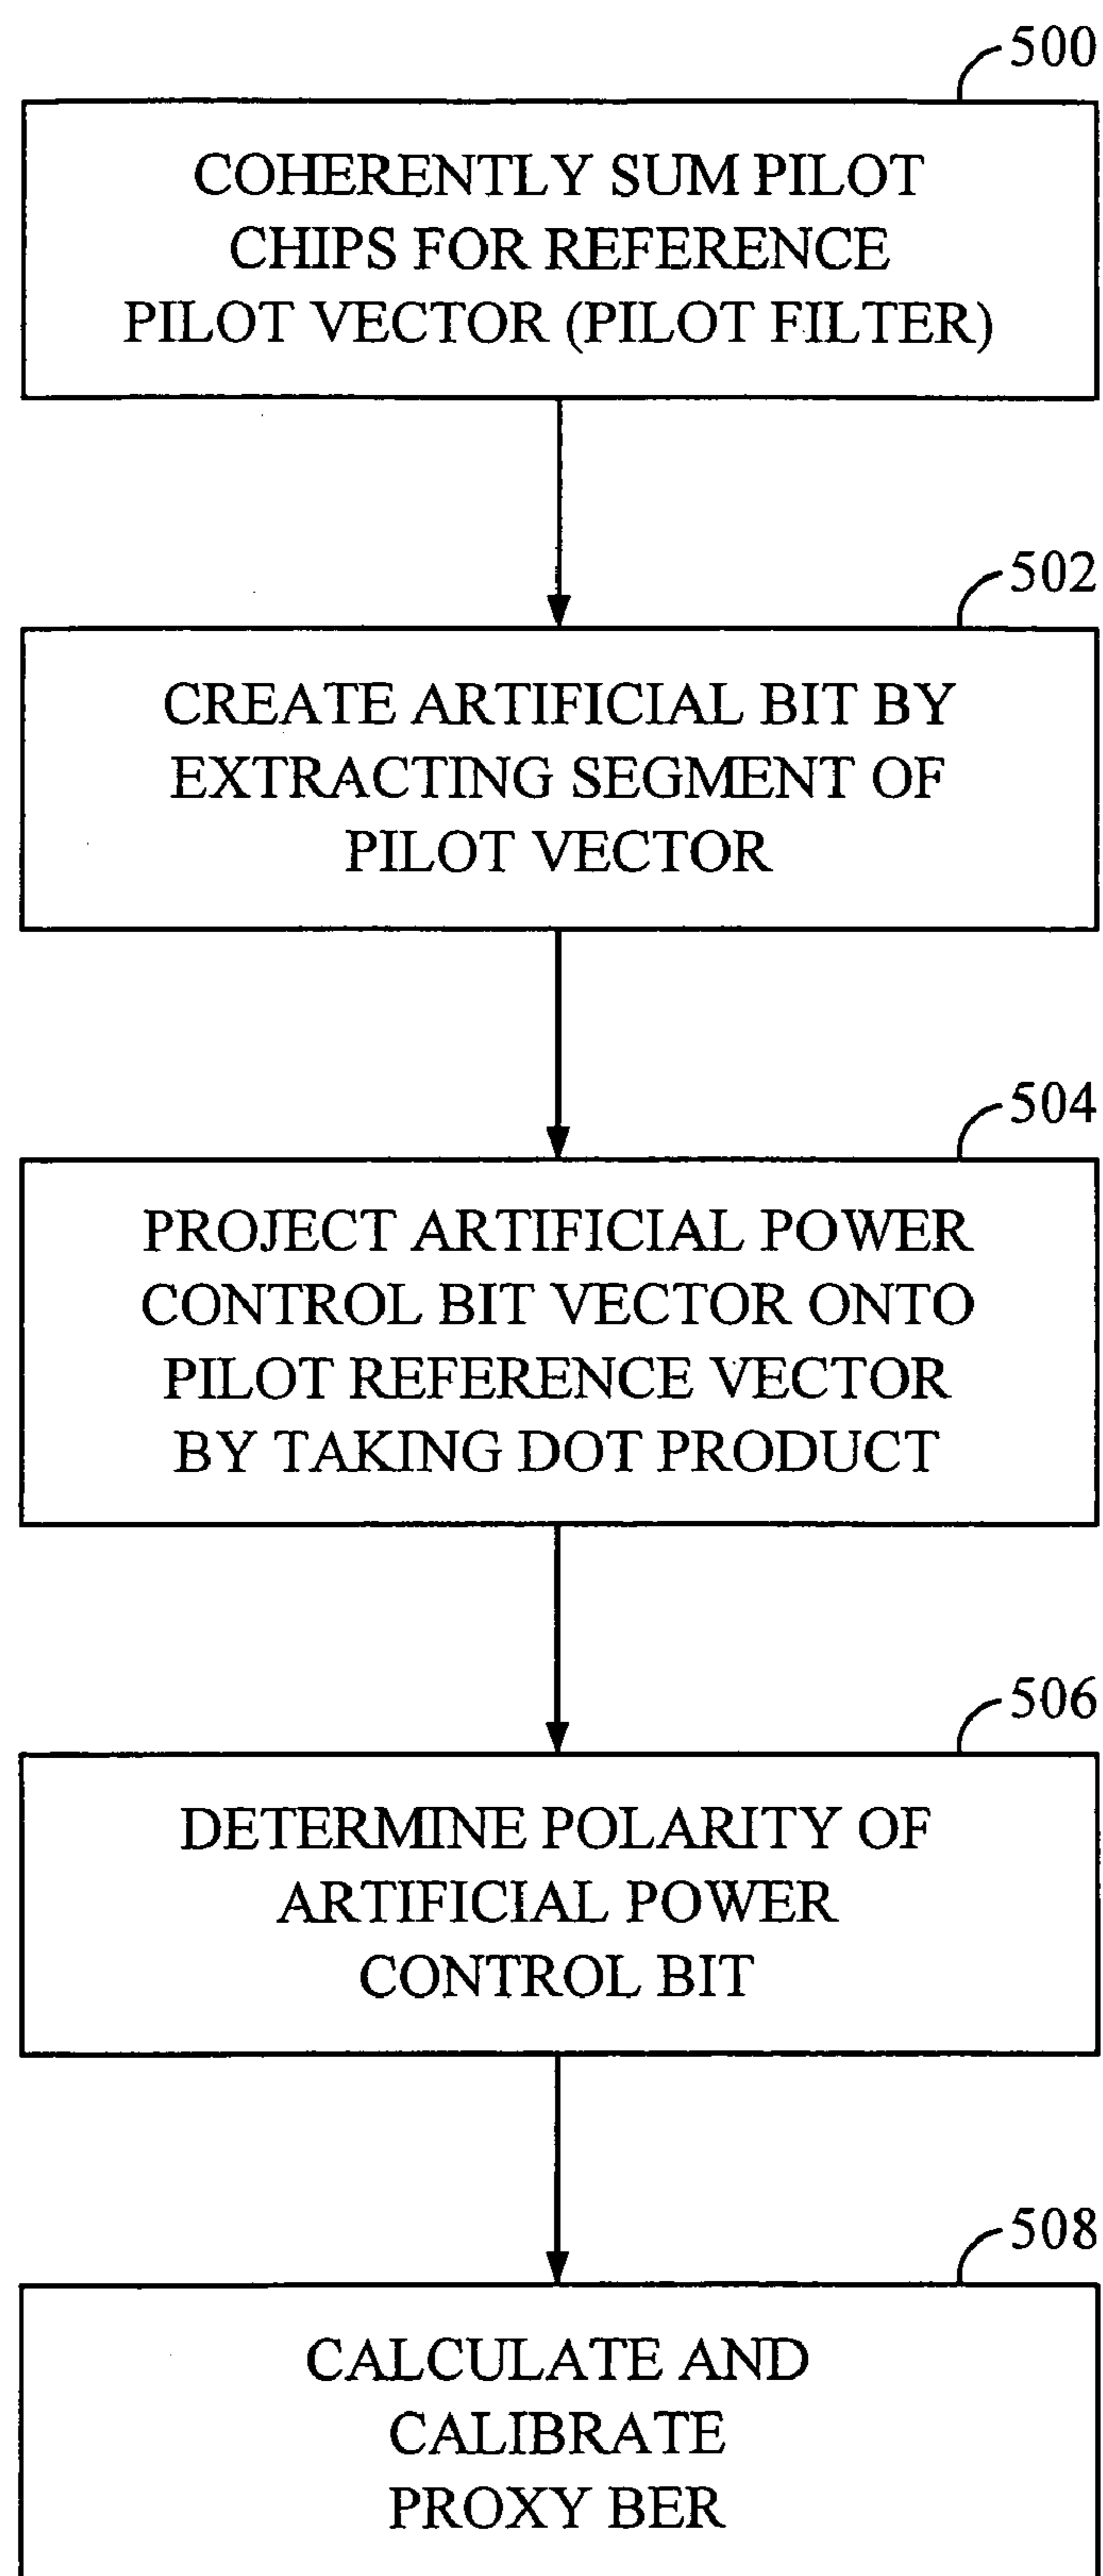 500
COHERENTLY SUM PILOT
CHIPS FOR REFERENCE
PILOT VECTOR (PILOT FILTER)
502
CREATE ARTIFICIAL BIT BY
EXTRACTING SEGMENT OF
PILOT VECTOR
504
PROJECT ARTIFICIAL POWER
CONTROL BIT VECTOR ONTO
PILOT REFERENCE VECTOR
BY TAKING DOT PRODUCT
506
DETERMINE POLARITY OF
ARTIFICIAL POWER
CONTROL BIT
508
CALCULATE AND
CALIBRATE
PROXY BER